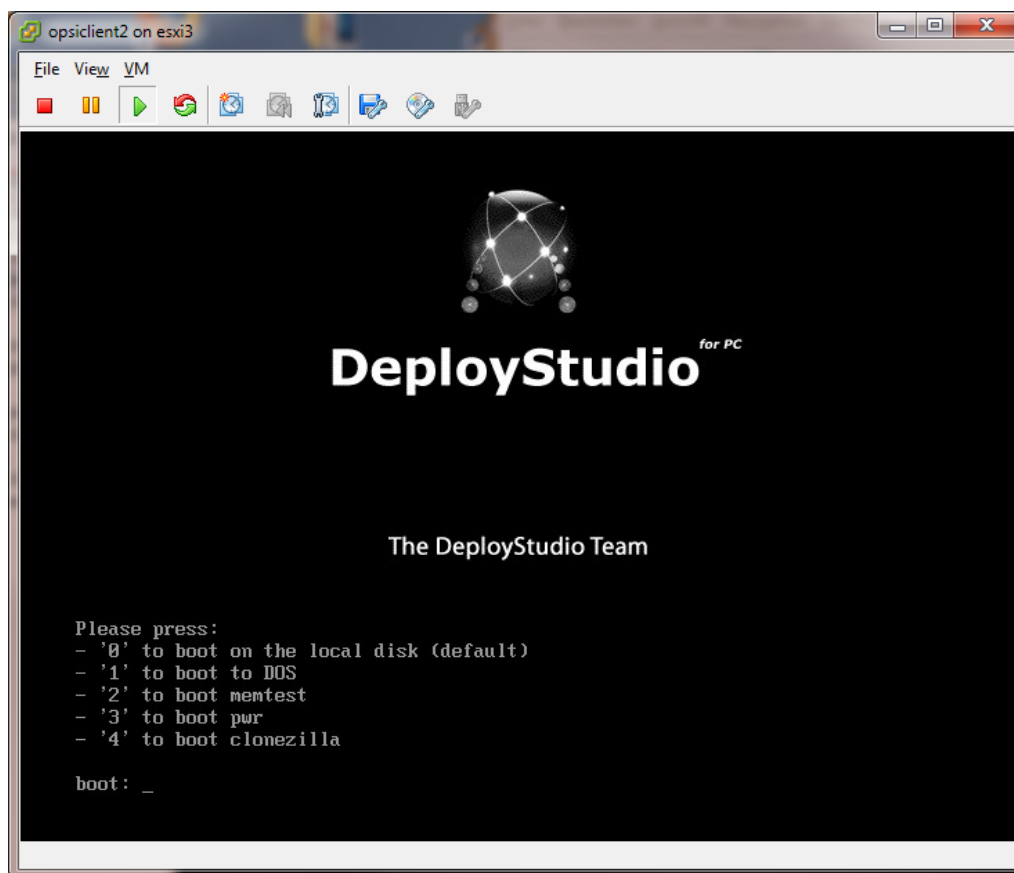 opsiclient2 on esxi3
File View VM
for PC
DeployStudio
The DeployStudio Team
Please press:
- '0' to boot on the local disk (default)
- '1' to boot to DOS
- '2' to boot memtest
- '3' to boot pwr
- '4' to boot clonezilla
boot: _